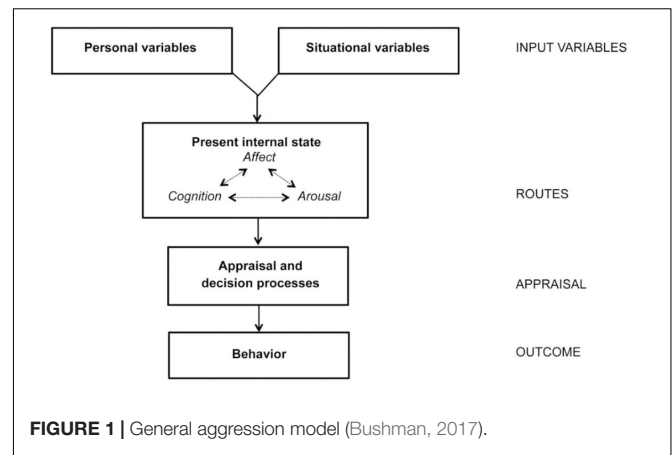 Personal variables
Situational variables
INPUT VARIABLES
Present internal state
Affect
Cognition
Arousal
ROUTES
Appraisal and
decision processes
APPRAISAL
Behavior
OUTCOME
FIGURE 1 | General aggression model (Bushman, 2017).